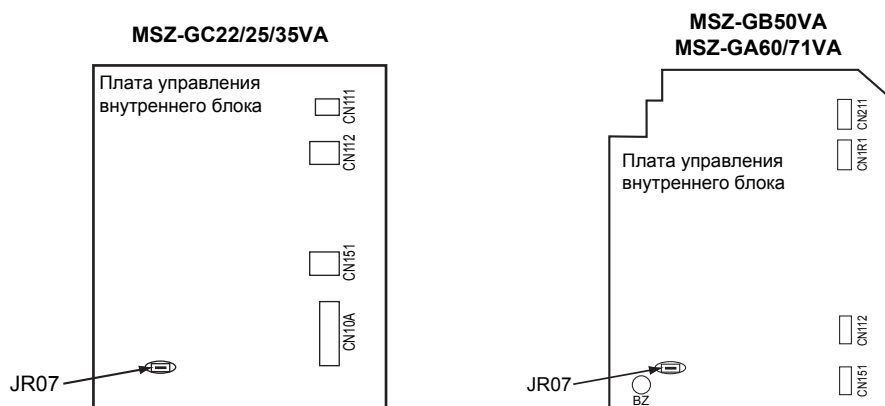 MSZ-GC22/25/35VA
Плата управления
внутреннего блока
CN111
CN112
CN151
CN10A
JR07
MSZ-GB50VA
MSZ-GA60/71VA
CN211
CN1R1
Плата управления
внутреннего блока
CN112
CN151
JR07
BZ